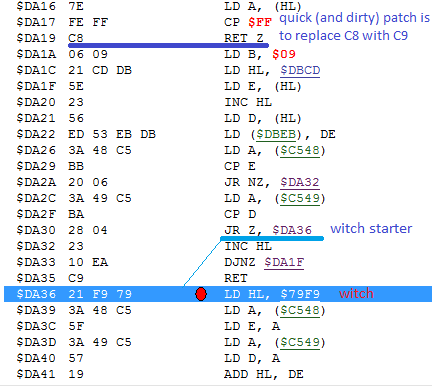 $DA16 7E LD A, (HL)
$DA17 FE FF CP $FF quick (and dirty) patch is
$DA19 C8 RET Z to replace C8 with C9
$DA1A 06 09 LD B, $09
$DA1C 21 CD DB LD HL, $DBCD
$DA1F 5E LD E, (HL)
$DA20 23 INC HL
$DA21 56 LD D, (HL)
$DA22 ED 53 EB DB LD ($DBEB), DE
$DA26 3A 48 C5 LD A, ($C548)
$DA29 BB CP E
$DA2A 20 06 JR NZ, $DA32
$DA2C 3A 49 C5 LD A, ($C549)
$DA2F BA CP D
$DA30 28 04 JR Z, $DA36 witch starter
$DA32 23 INC HL
$DA33 10 EA DJNZ $DA1F
$DA35 C9 RET
$DA36 21 F9 79 LD HL, $79F9 witch
$DA39 3A 48 C5 LD A, ($C548)
$DA3C 5F LD E, A
$DA3D 3A 49 C5 LD A, ($C549)
$DA40 57 LD D, A
$DA41 19 ADD HL, DE